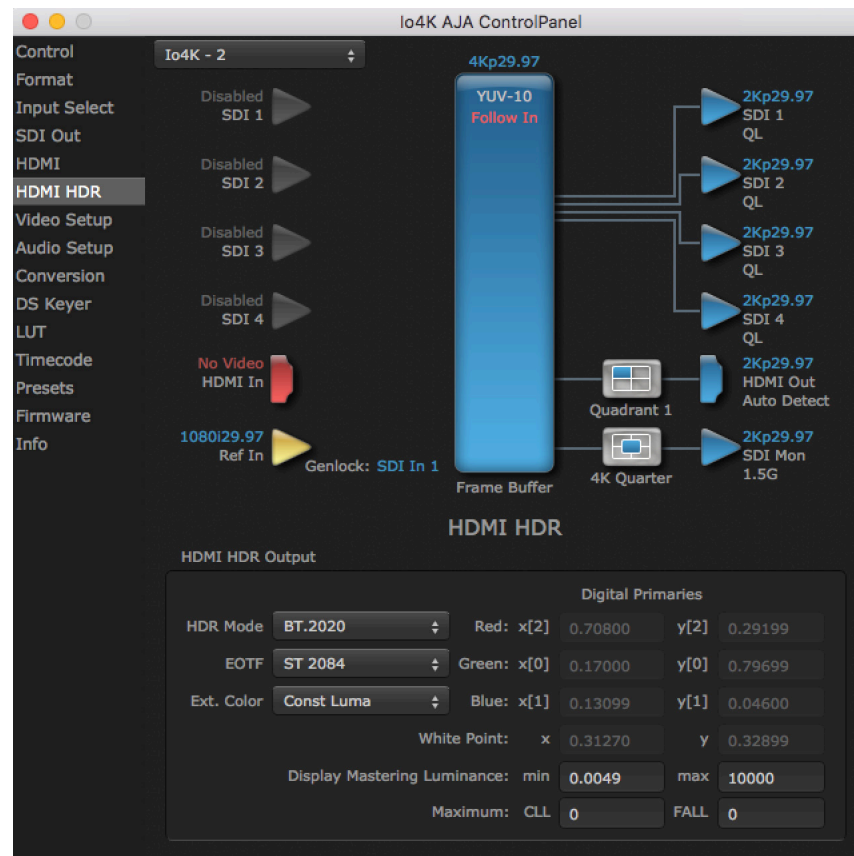 Io4K AJA ControlPanel
Control
Format
Input Select
SDI Out
HDMI
HDMI HDR
Video Setup
Audio Setup
Conversion
DS Keyer
LUT
Timecode
Presets
Firmware
Info
Io4K - 2
Disabled
SDI 1
Disabled
SDI 2
Disabled
SDI 3
Disabled
SDI 4
No Video
HDMI In
1080i29.97
Ref In
Genlock: SDI In 1
4Kp29.97
YUV-10
Follow In
Frame Buffer
Quadrant 1
4K Quarter
2Kp29.97
SDI 1
QL
2Kp29.97
SDI 2
QL
2Kp29.97
SDI 3
QL
2Kp29.97
SDI 4
QL
2Kp29.97
HDMI Out
Auto Detect
2Kp29.97
SDI Mon
1.5G
HDMI HDR
HDMI HDR Output
Digital Primaries
HDR Mode BT.2020 Red: x[2] 0.70800 y[2] 0.29199
EOTF ST 2084 Green: x[0] 0.17000 y[0] 0.79699
Ext. Color Const Luma Blue: x[1] 0.13099 y[1] 0.04600
White Point: x 0.31270 y 0.32899
Display Mastering Luminance: min 0.0049 max 10000
Maximum: CLL 0 FALL 0